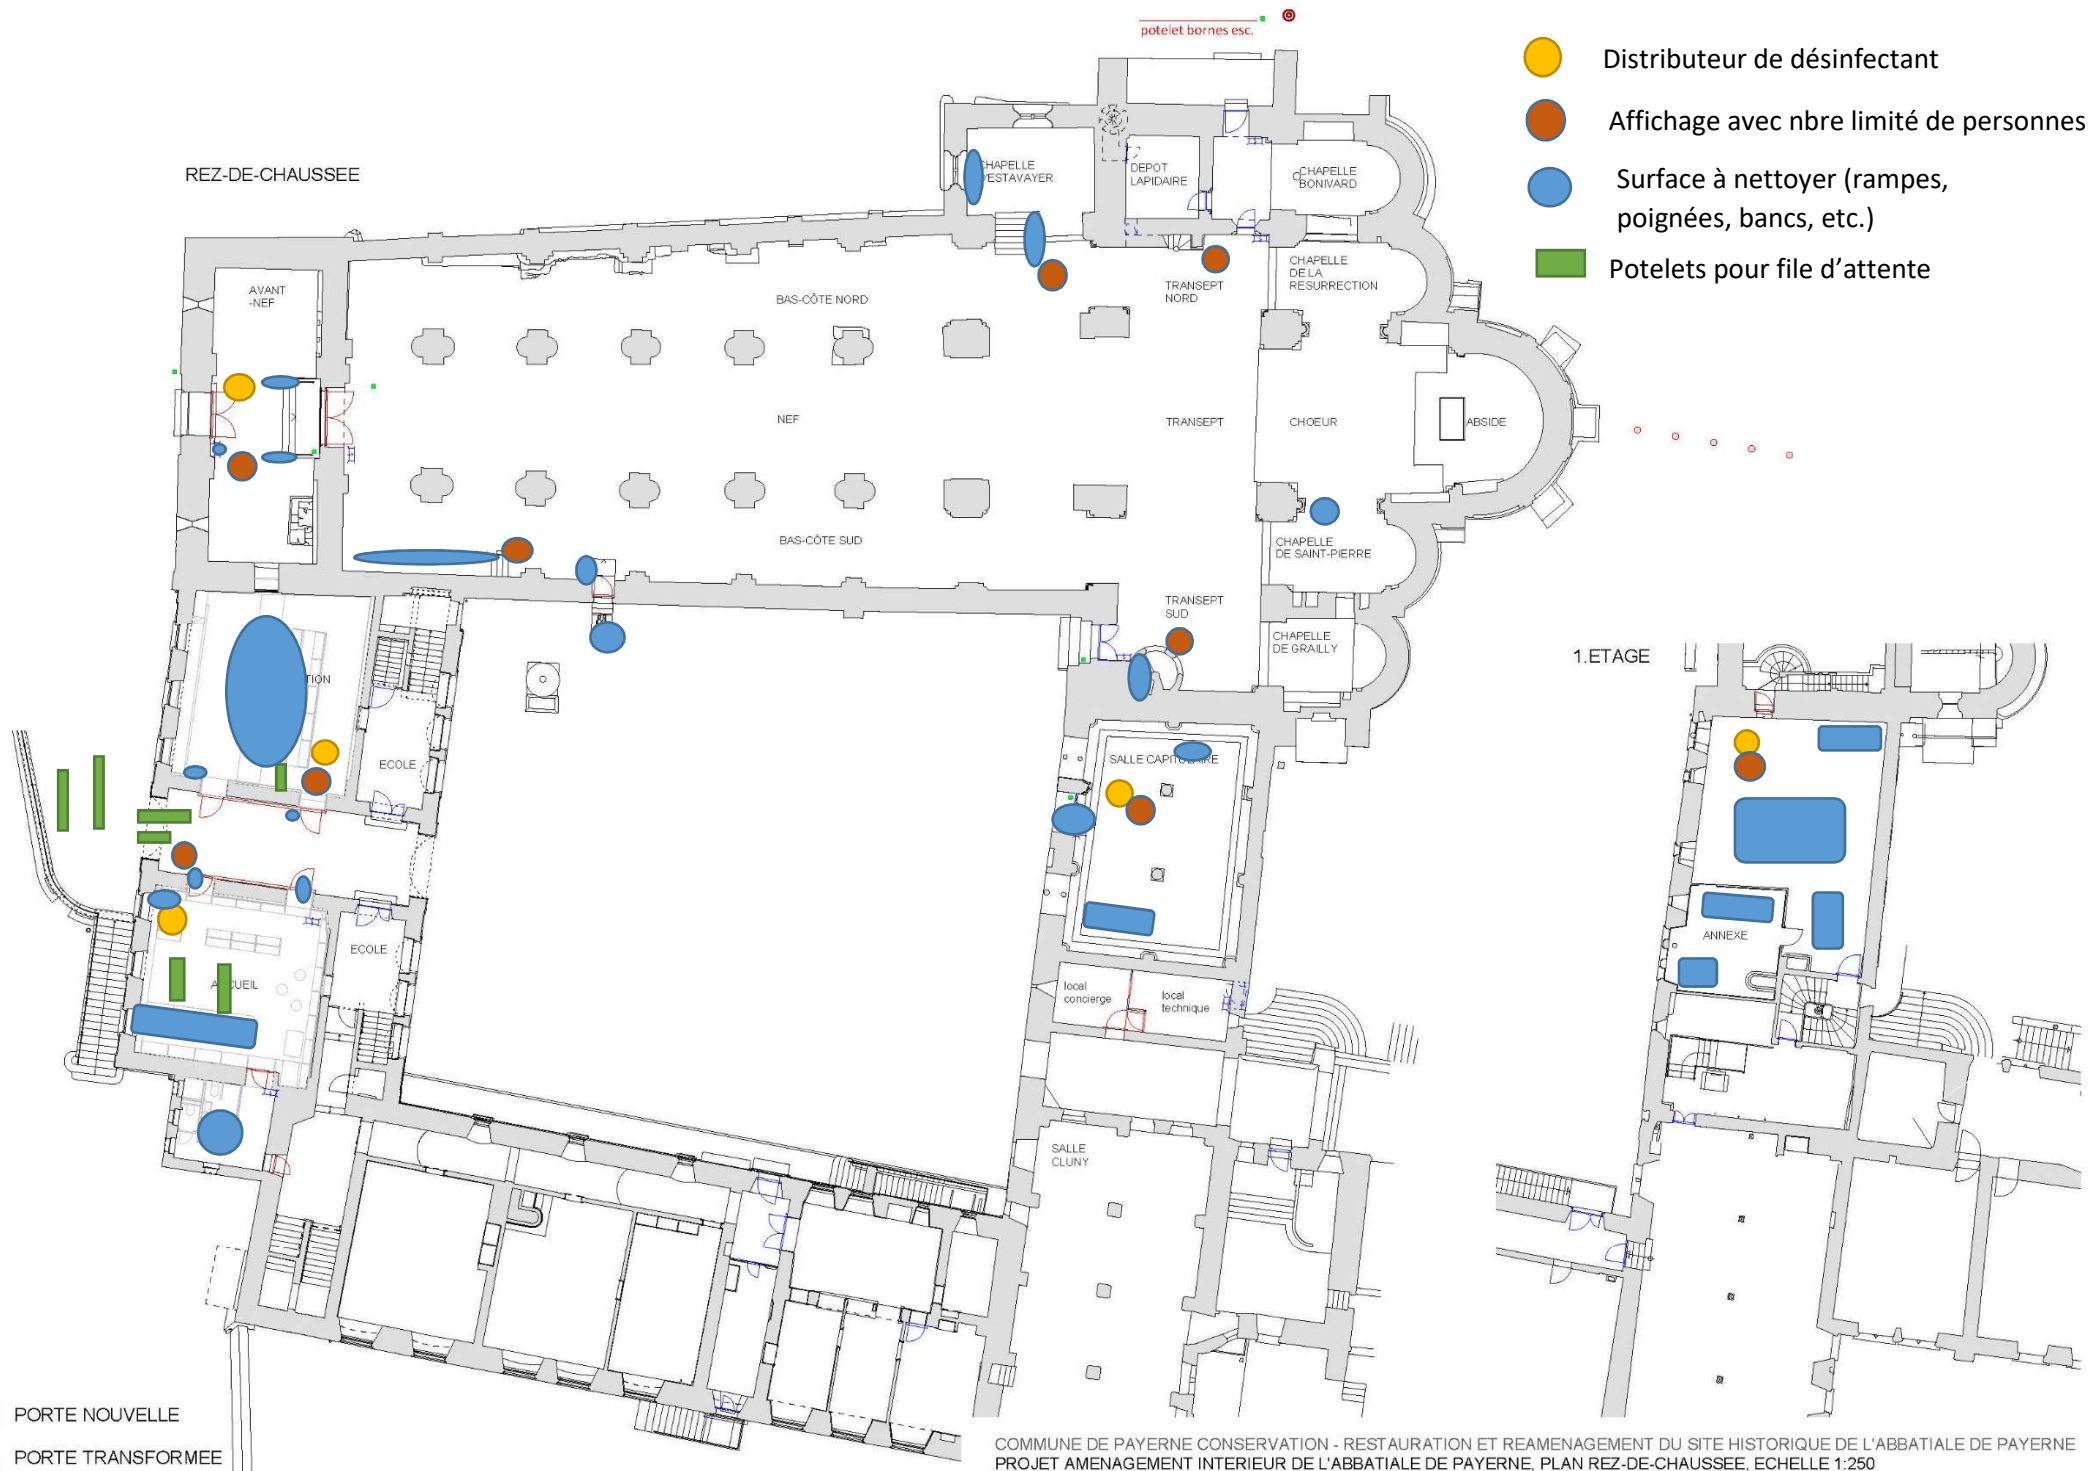 potelet bornes esc.
Distributeur de désinfectant
Affichage avec nbre limité de personnes
Surface à nettoyer (rampes,
poignées, bancs, etc.)
Potelets pour file d'attente
REZ-DE-CHAUSSEE
CHAPELLE
DEPOT
LAPIDAIRE
CHAPELLE
BONIVARD
AVANT
-NEF
BAS-CÔTE NORD
TRANSEPT
NORD
CHAPELLE
DE LA
RESURRECTION
NEF
TRANSEPT
CHOEUR
ABSIDE
BAS-CÔTE SUD
CHAPELLE
DE SAINT-PIERRE
TRANSEPT
SUD
CHAPELLE
DE GRAILLY
1.ETAGE
TION
ECOLE
SALLE CAPITULAIRE
ECOLE
ANNEXE
local
concierge
local
technique
SALLE
CLUNY
PORTE NOUVELLE
PORTE TRANSFORMEE
COMMUNE DE PAYERNE CONSERVATION - RESTAURATION ET REAMENAGEMENT DU SITE HISTORIQUE DE L'ABBATIALE DE PAYERNE
PROJET AMENAGEMENT INTERIEUR DE L'ABBATIALE DE PAYERNE, PLAN REZ-DE-CHAUSSEE, ECHELLE 1:250